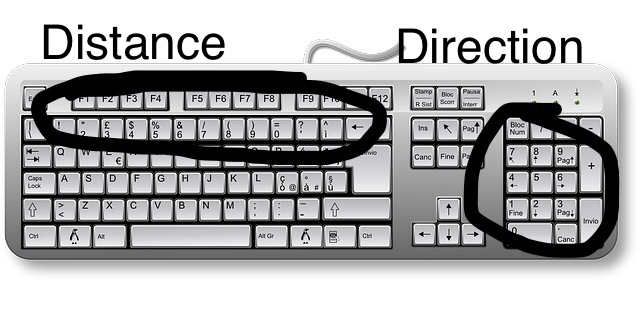 Distance Direction
F1 F2 F3 F4 F5 F6 F7 F8 F9 F12 Stamp Bloc Pausa 1 A
R Sist Scorr Interr
! " £ $ % & / ( ) = ? ^ ← Ins ↖ Pag↑ Bloc
2 3 4 5 6 7 8 9 0 ' ì Num
Q W R Invio Canc Fine 7 8 9 +
€ ↖ ↑ Pag↑
Caps A S D F G H J K L ç ° § 4 5 6
Lock ò @ à # ù ← →
⇧ > Z X C V B N M ; : _ ⇧ ↑ 1 2 3 Invio
< , . - Fine ↓ Pag↓
Ctrl Alt Alt Gr Ctrl ← ↓ → 0 .
Canc